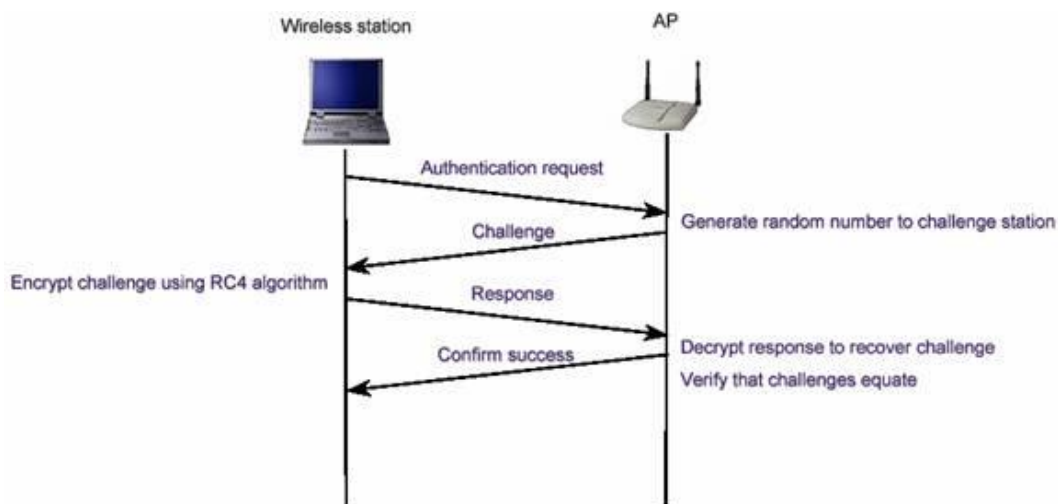 Wireless station
AP
Authentication request
Generate random number to challenge station
Challenge
Encrypt challenge using RC4 algorithm
Response
Confirm success
Decrypt response to recover challenge
Verify that challenges equate